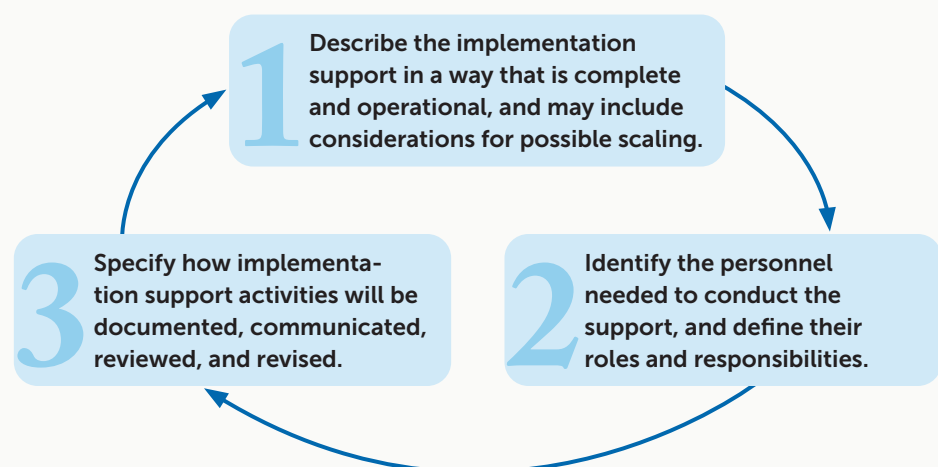 1
Describe the implementation
support in a way that is complete
and operational, and may include
considerations for possible scaling.
2
Identify the personnel
needed to conduct the
support, and define their
roles and responsibilities.
3
Specify how implementa-
tion support activities will be
documented, communicated,
reviewed, and revised.